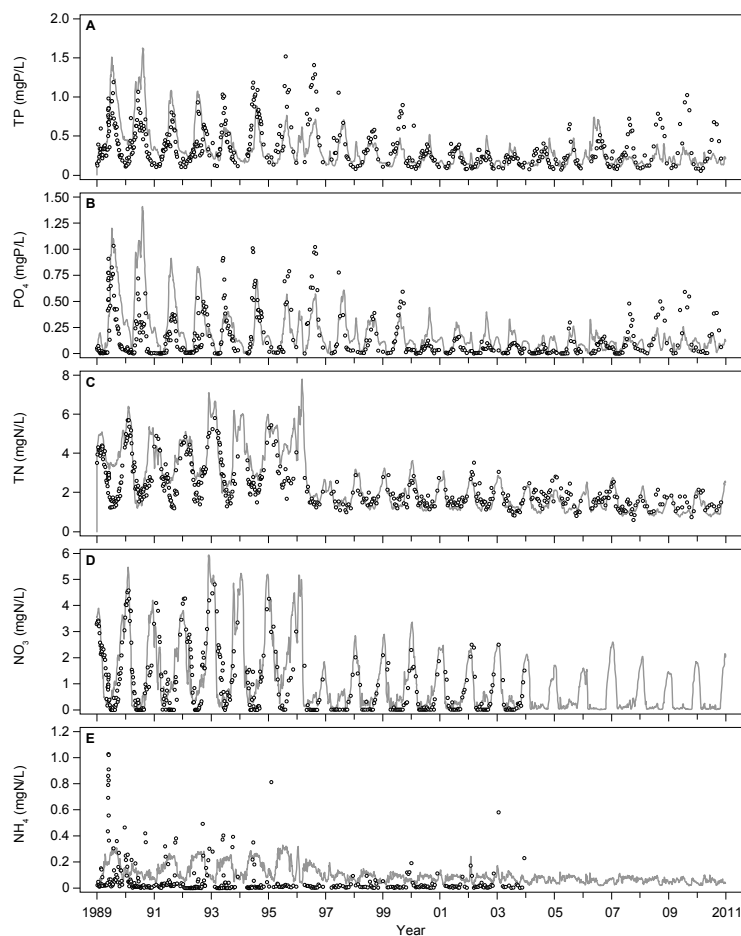 A
TP (mgP/L)
2.0
1.5
1.0
0.5
0
B
PO4 (mgP/L)
1.50
1.25
1.00
0.75
0.50
0.25
0
C
TN (mgN/L)
8
6
4
2
0
D
NO3 (mgN/L)
6
5
4
3
2
1
0
E
NH4 (mgN/L)
1.2
1.0
0.8
0.6
0.4
0.2
0
1989 91 93 95 97 99 01 03 05 07 09 2011
Year